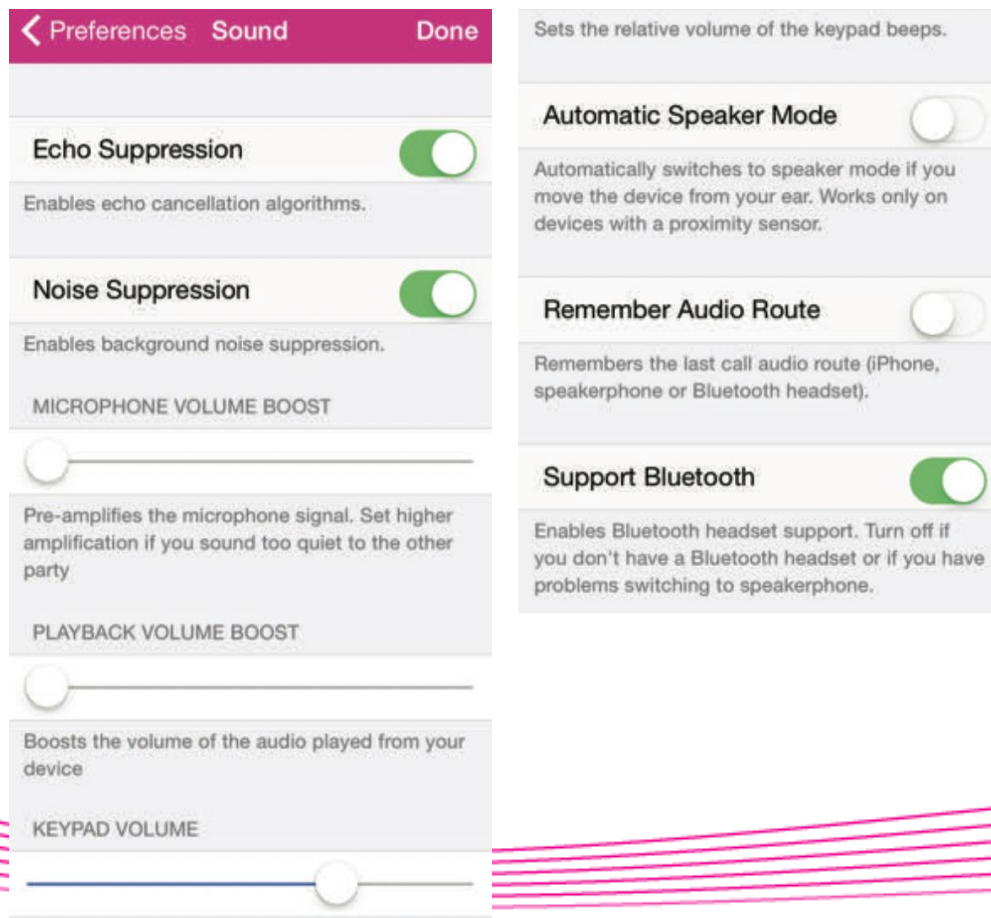 Preferences Sound Done
Echo Suppression
Enables echo cancellation algorithms.
Noise Suppression
Enables background noise suppression.
MICROPHONE VOLUME BOOST
Pre-amplifies the microphone signal. Set higher
amplification if you sound too quiet to the other
party
PLAYBACK VOLUME BOOST
Boosts the volume of the audio played from your
device
KEYPAD VOLUME
Sets the relative volume of the keypad beeps.
Automatic Speaker Mode
Automatically switches to speaker mode if you
move the device from your ear. Works only on
devices with a proximity sensor.
Remember Audio Route
Remembers the last call audio route (iPhone,
speakerphone or Bluetooth headset).
Support Bluetooth
Enables Bluetooth headset support. Turn off if
you don't have a Bluetooth headset or if you have
problems switching to speakerphone.